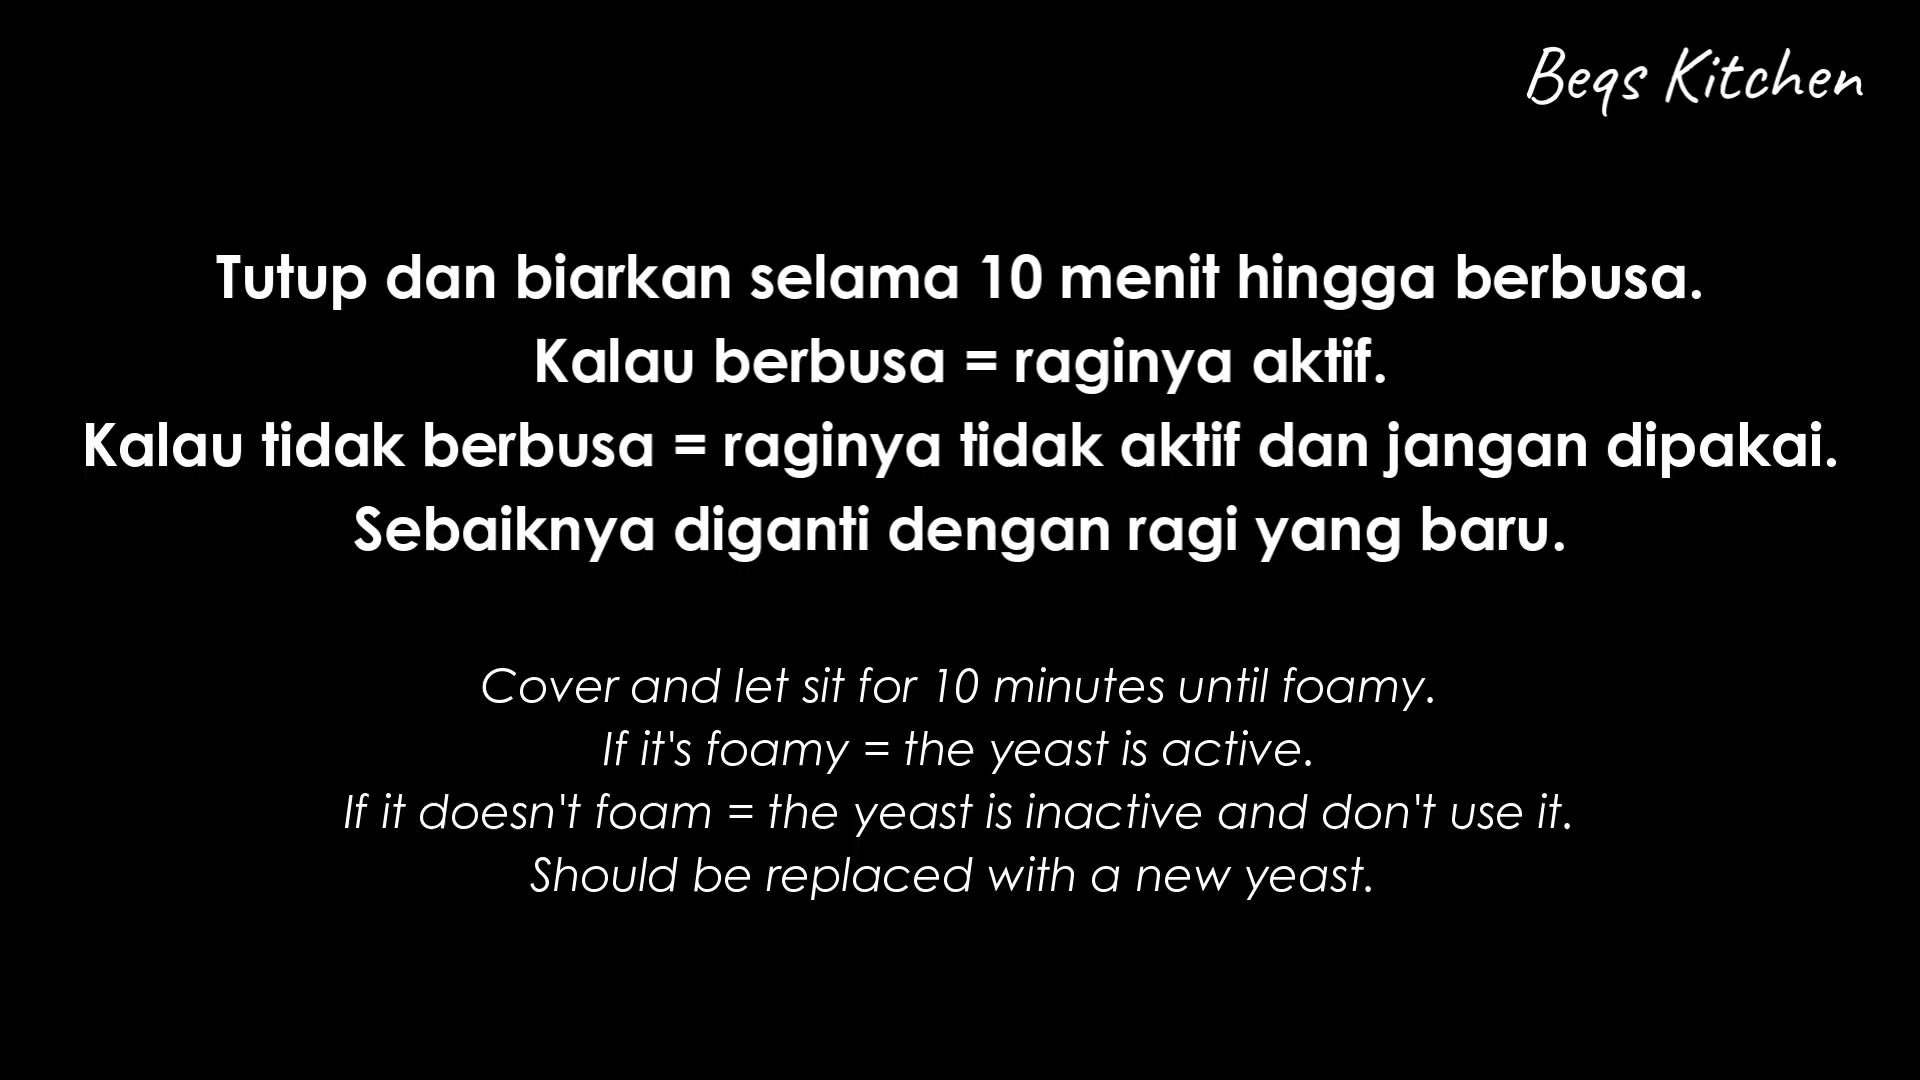 Beqs Kitchen
Tutup dan biarkan selama 10 menit hingga berbusa.
Kalau berbusa = raginya aktif.
Kalau tidak berbusa = raginya tidak aktif dan jangan dipakai.
Sebaiknya diganti dengan ragi yang baru.
Cover and let sit for 10 minutes until foamy.
If it's foamy = the yeast is active.
If it doesn't foam = the yeast is inactive and don't use it.
Should be replaced with a new yeast.